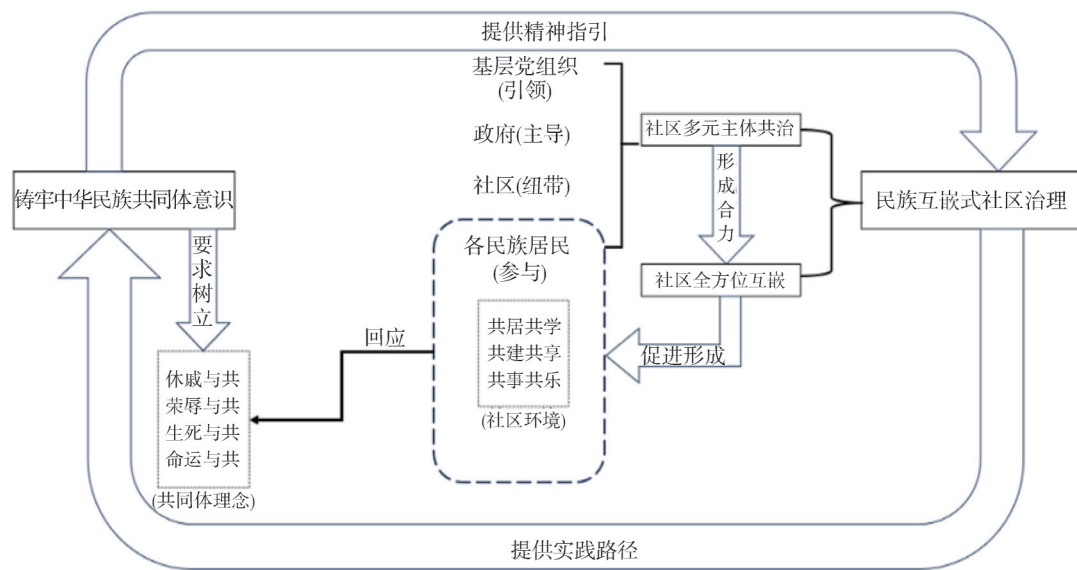 提供精神指引
基层党组织
(引领)
政府(主导)
社区(纽带)
社区多元主体共治
形成合力
铸牢中华民族共同体意识
民族互嵌式社区治理
要求树立
各民族居民
(参与)
社区全方位互嵌
共居共学
共建共享
共事共乐
(社区环境)
促进形成
回应
休戚与共
荣辱与共
生死与共
命运与共
(共同体理念)
提供实践路径